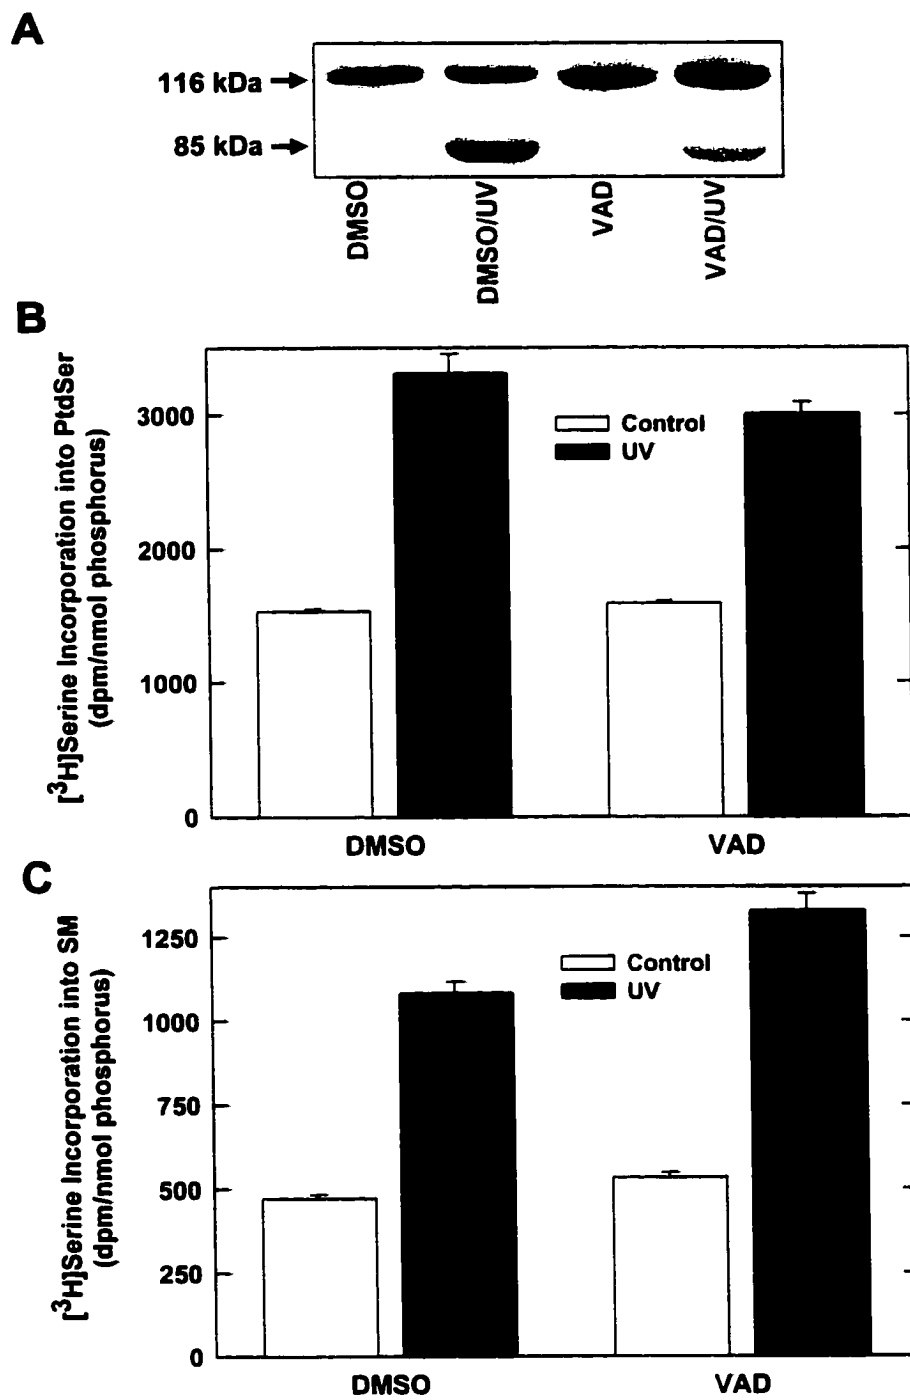 A
116 kDa
85 kDa
DMSO
DMSO/UV
VAD
VAD/UV
B
[3H]Serine Incorporation into PtdSer
(dpm/nmol phosphorus)
3000
2000
1000
0
Control
UV
DMSO
VAD
C
[3H]Serine Incorporation into SM
(dpm/nmol phosphorus)
1250
1000
750
500
250
0
Control
UV
DMSO
VAD